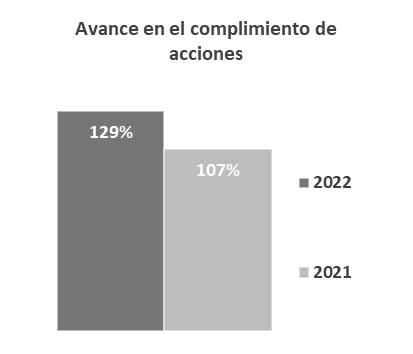 Avance en el complimiento de
acciones
129%
107%
2022
2021